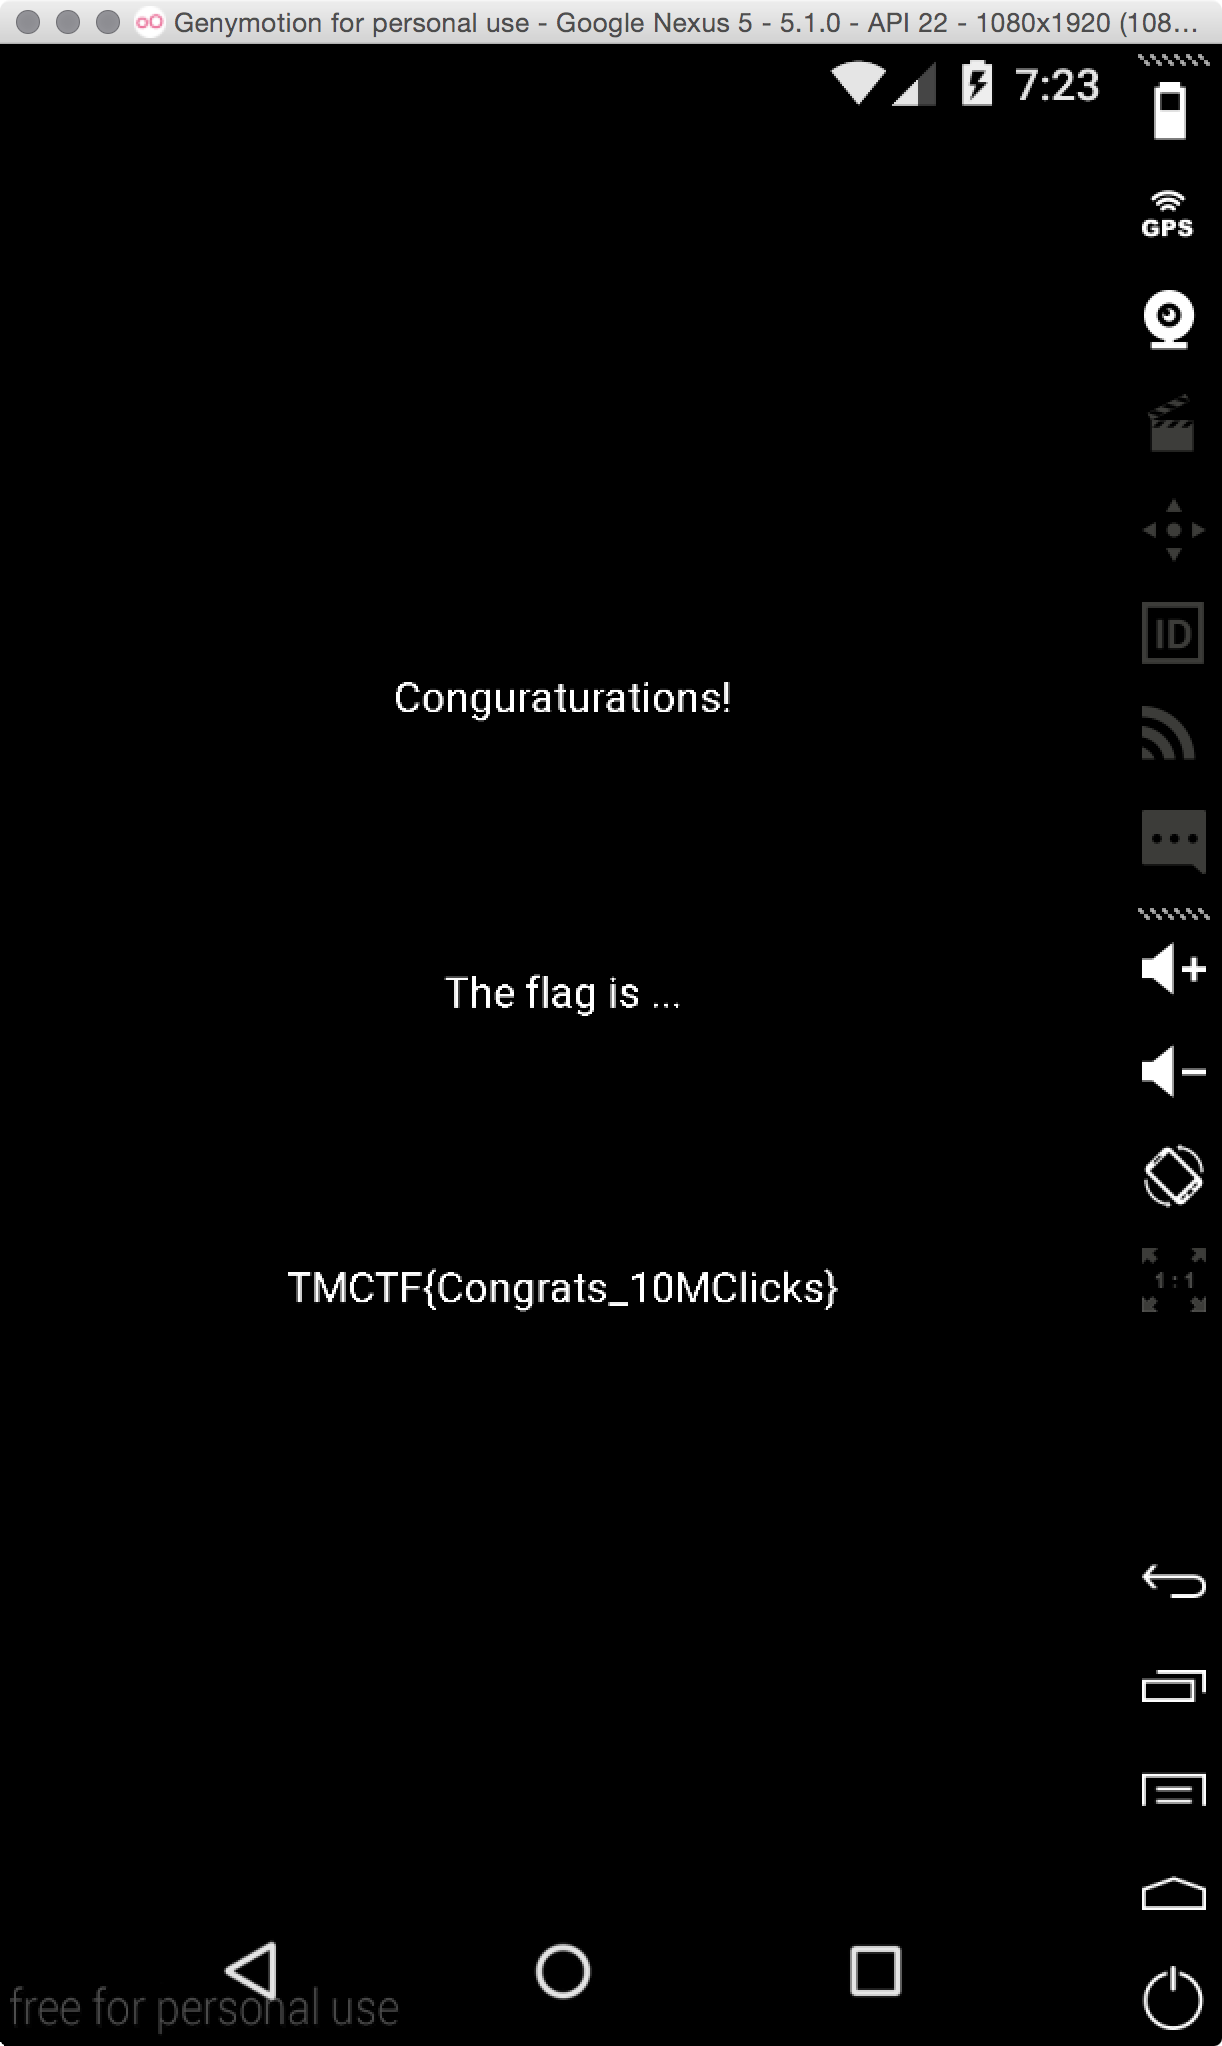 Genymotion for personal use - Google Nexus 5 - 5.1.0 - API 22 - 1080x1920 (108...
7:23
GPS
ID
Conguraturations!
The flag is ...
TMCTF{Congrats_10MClicks}
1:1
free for personal use